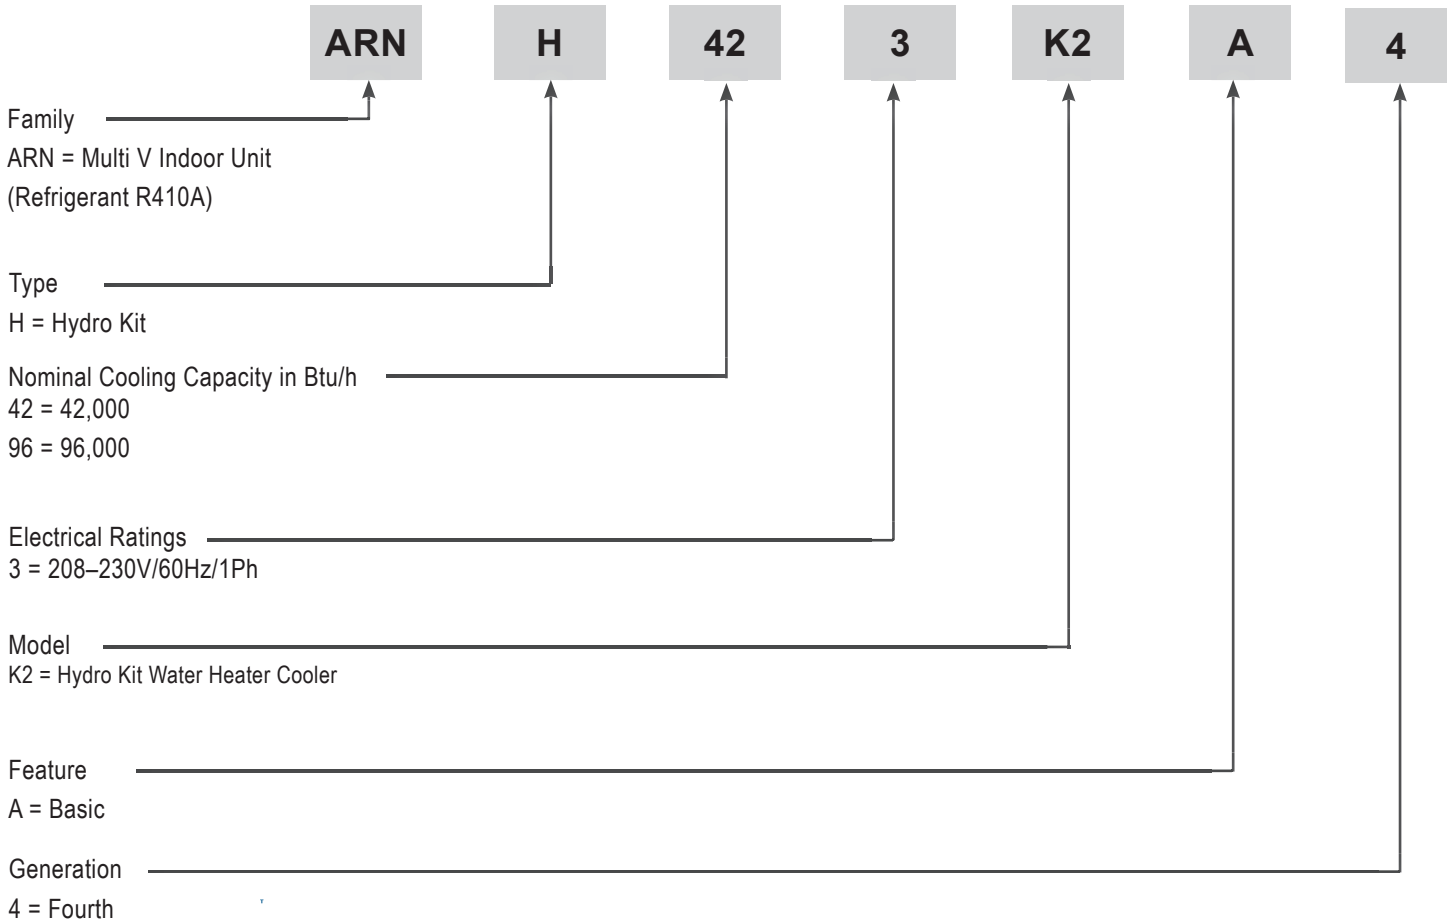 ARN H 42 3 K2 A 4
Family
ARN = Multi V Indoor Unit
(Refrigerant R410A)
Type
H = Hydro Kit
Nominal Cooling Capacity in Btu/h
42 = 42,000
96 = 96,000
Electrical Ratings
3 = 208–230V/60Hz/1Ph
Model
K2 = Hydro Kit Water Heater Cooler
Feature
A = Basic
Generation
4 = Fourth